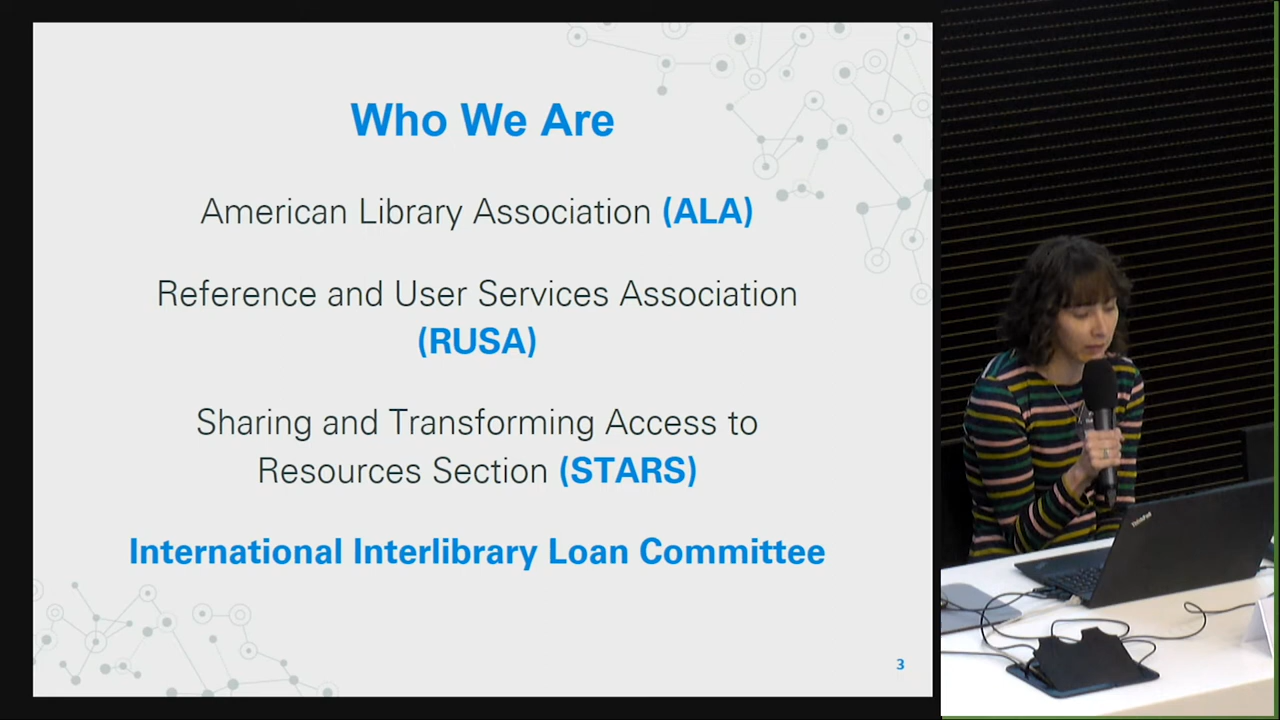 Who We Are
American Library Association (ALA)
Reference and User Services Association
(RUSA)
Sharing and Transforming Access to
Resources Section (STARS)
International Interlibrary Loan Committee
3
ThinkPad